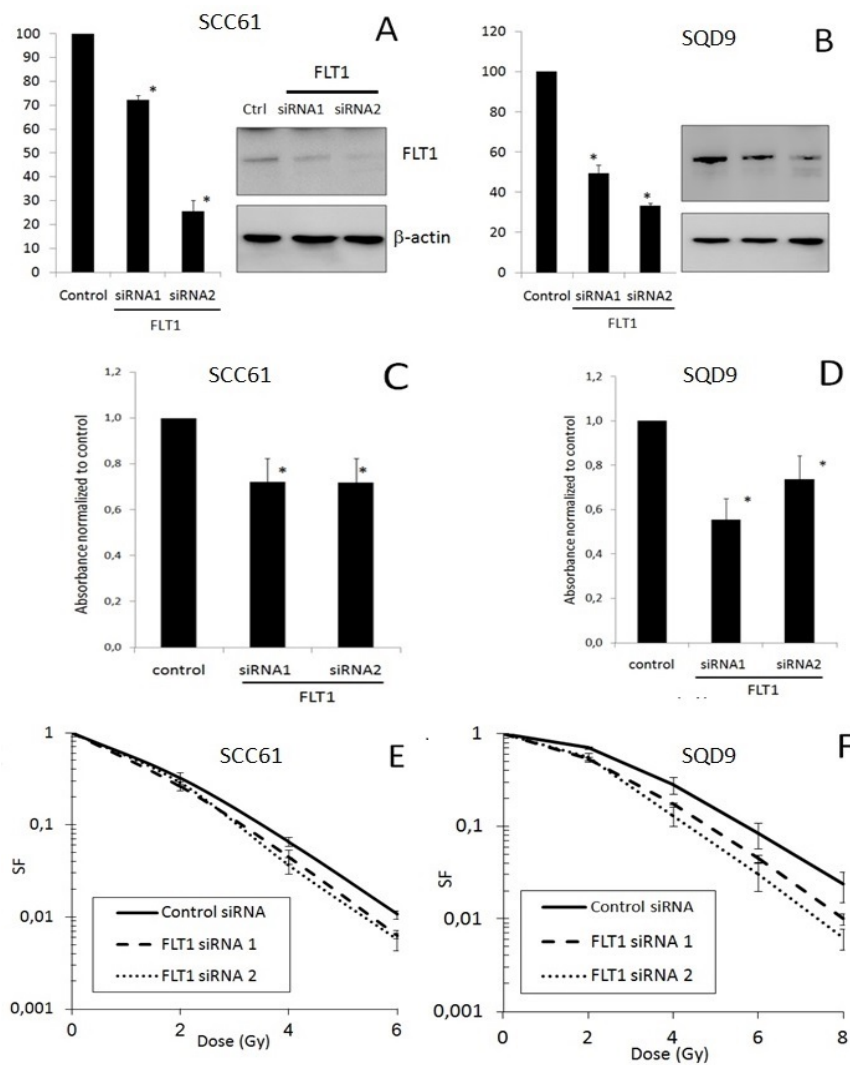 SCC61
A
100
90
80
70
60
50
40
30
20
10
0
*
*
Control siRNA1 siRNA2
FLT1
FLT1
Ctrl siRNA1 siRNA2
FLT1
β-actin
SQD9
B
120
100
80
60
40
20
0
*
*
Control siRNA1 siRNA2
FLT1
SCC61
C
Absorbance normalized to control
1,2
1,0
0,8
0,6
0,4
0,2
0,0
*
*
control siRNA1 siRNA2
FLT1
SQD9
D
Absorbance normalized to control
1,2
1,0
0,8
0,6
0,4
0,2
0,0
*
*
control siRNA1 siRNA2
FLT1
SCC61
E
SF
1
0,1
0,01
0,001
Control siRNA
FLT1 siRNA 1
FLT1 siRNA 2
0 2 4 6
Dose (Gy)
SQD9
F
SF
1
0,1
0,01
0,001
Control siRNA
FLT1 siRNA 1
FLT1 siRNA 2
0 2 4 6 8
Dose (Gy)